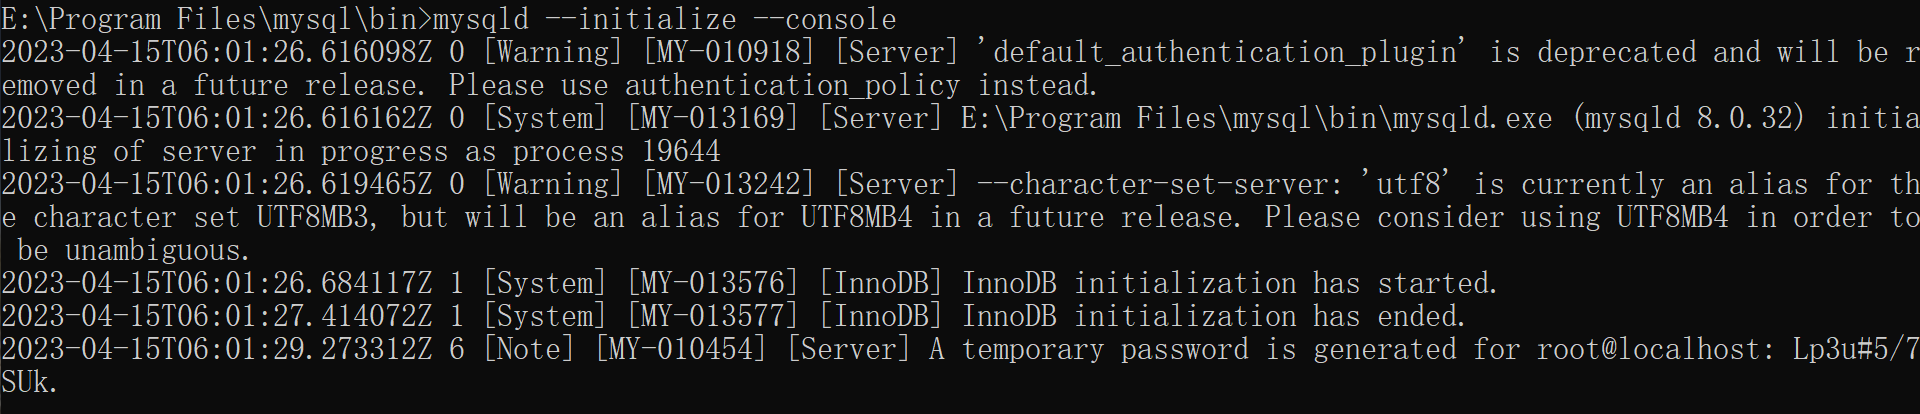 E:\Program Files\mysql\bin>mysqld --initialize --console
2023-04-15T06:01:26.616098Z 0 [Warning] [MY-010918] [Server] 'default_authentication_plugin' is deprecated and will be r
emoved in a future release. Please use authentication_policy instead.
2023-04-15T06:01:26.616162Z 0 [System] [MY-013169] [Server] E:\Program Files\mysql\bin\mysqld.exe (mysqld 8.0.32) initia
lizing of server in progress as process 19644
2023-04-15T06:01:26.619465Z 0 [Warning] [MY-013242] [Server] --character-set-server: 'utf8' is currently an alias for th
e character set UTF8MB3, but will be an alias for UTF8MB4 in a future release. Please consider using UTF8MB4 in order to
 be unambiguous.
2023-04-15T06:01:26.684117Z 1 [System] [MY-013576] [InnoDB] InnoDB initialization has started.
2023-04-15T06:01:27.414072Z 1 [System] [MY-013577] [InnoDB] InnoDB initialization has ended.
2023-04-15T06:01:29.273312Z 6 [Note] [MY-010454] [Server] A temporary password is generated for root@localhost: Lp3u#5/7
SUk.